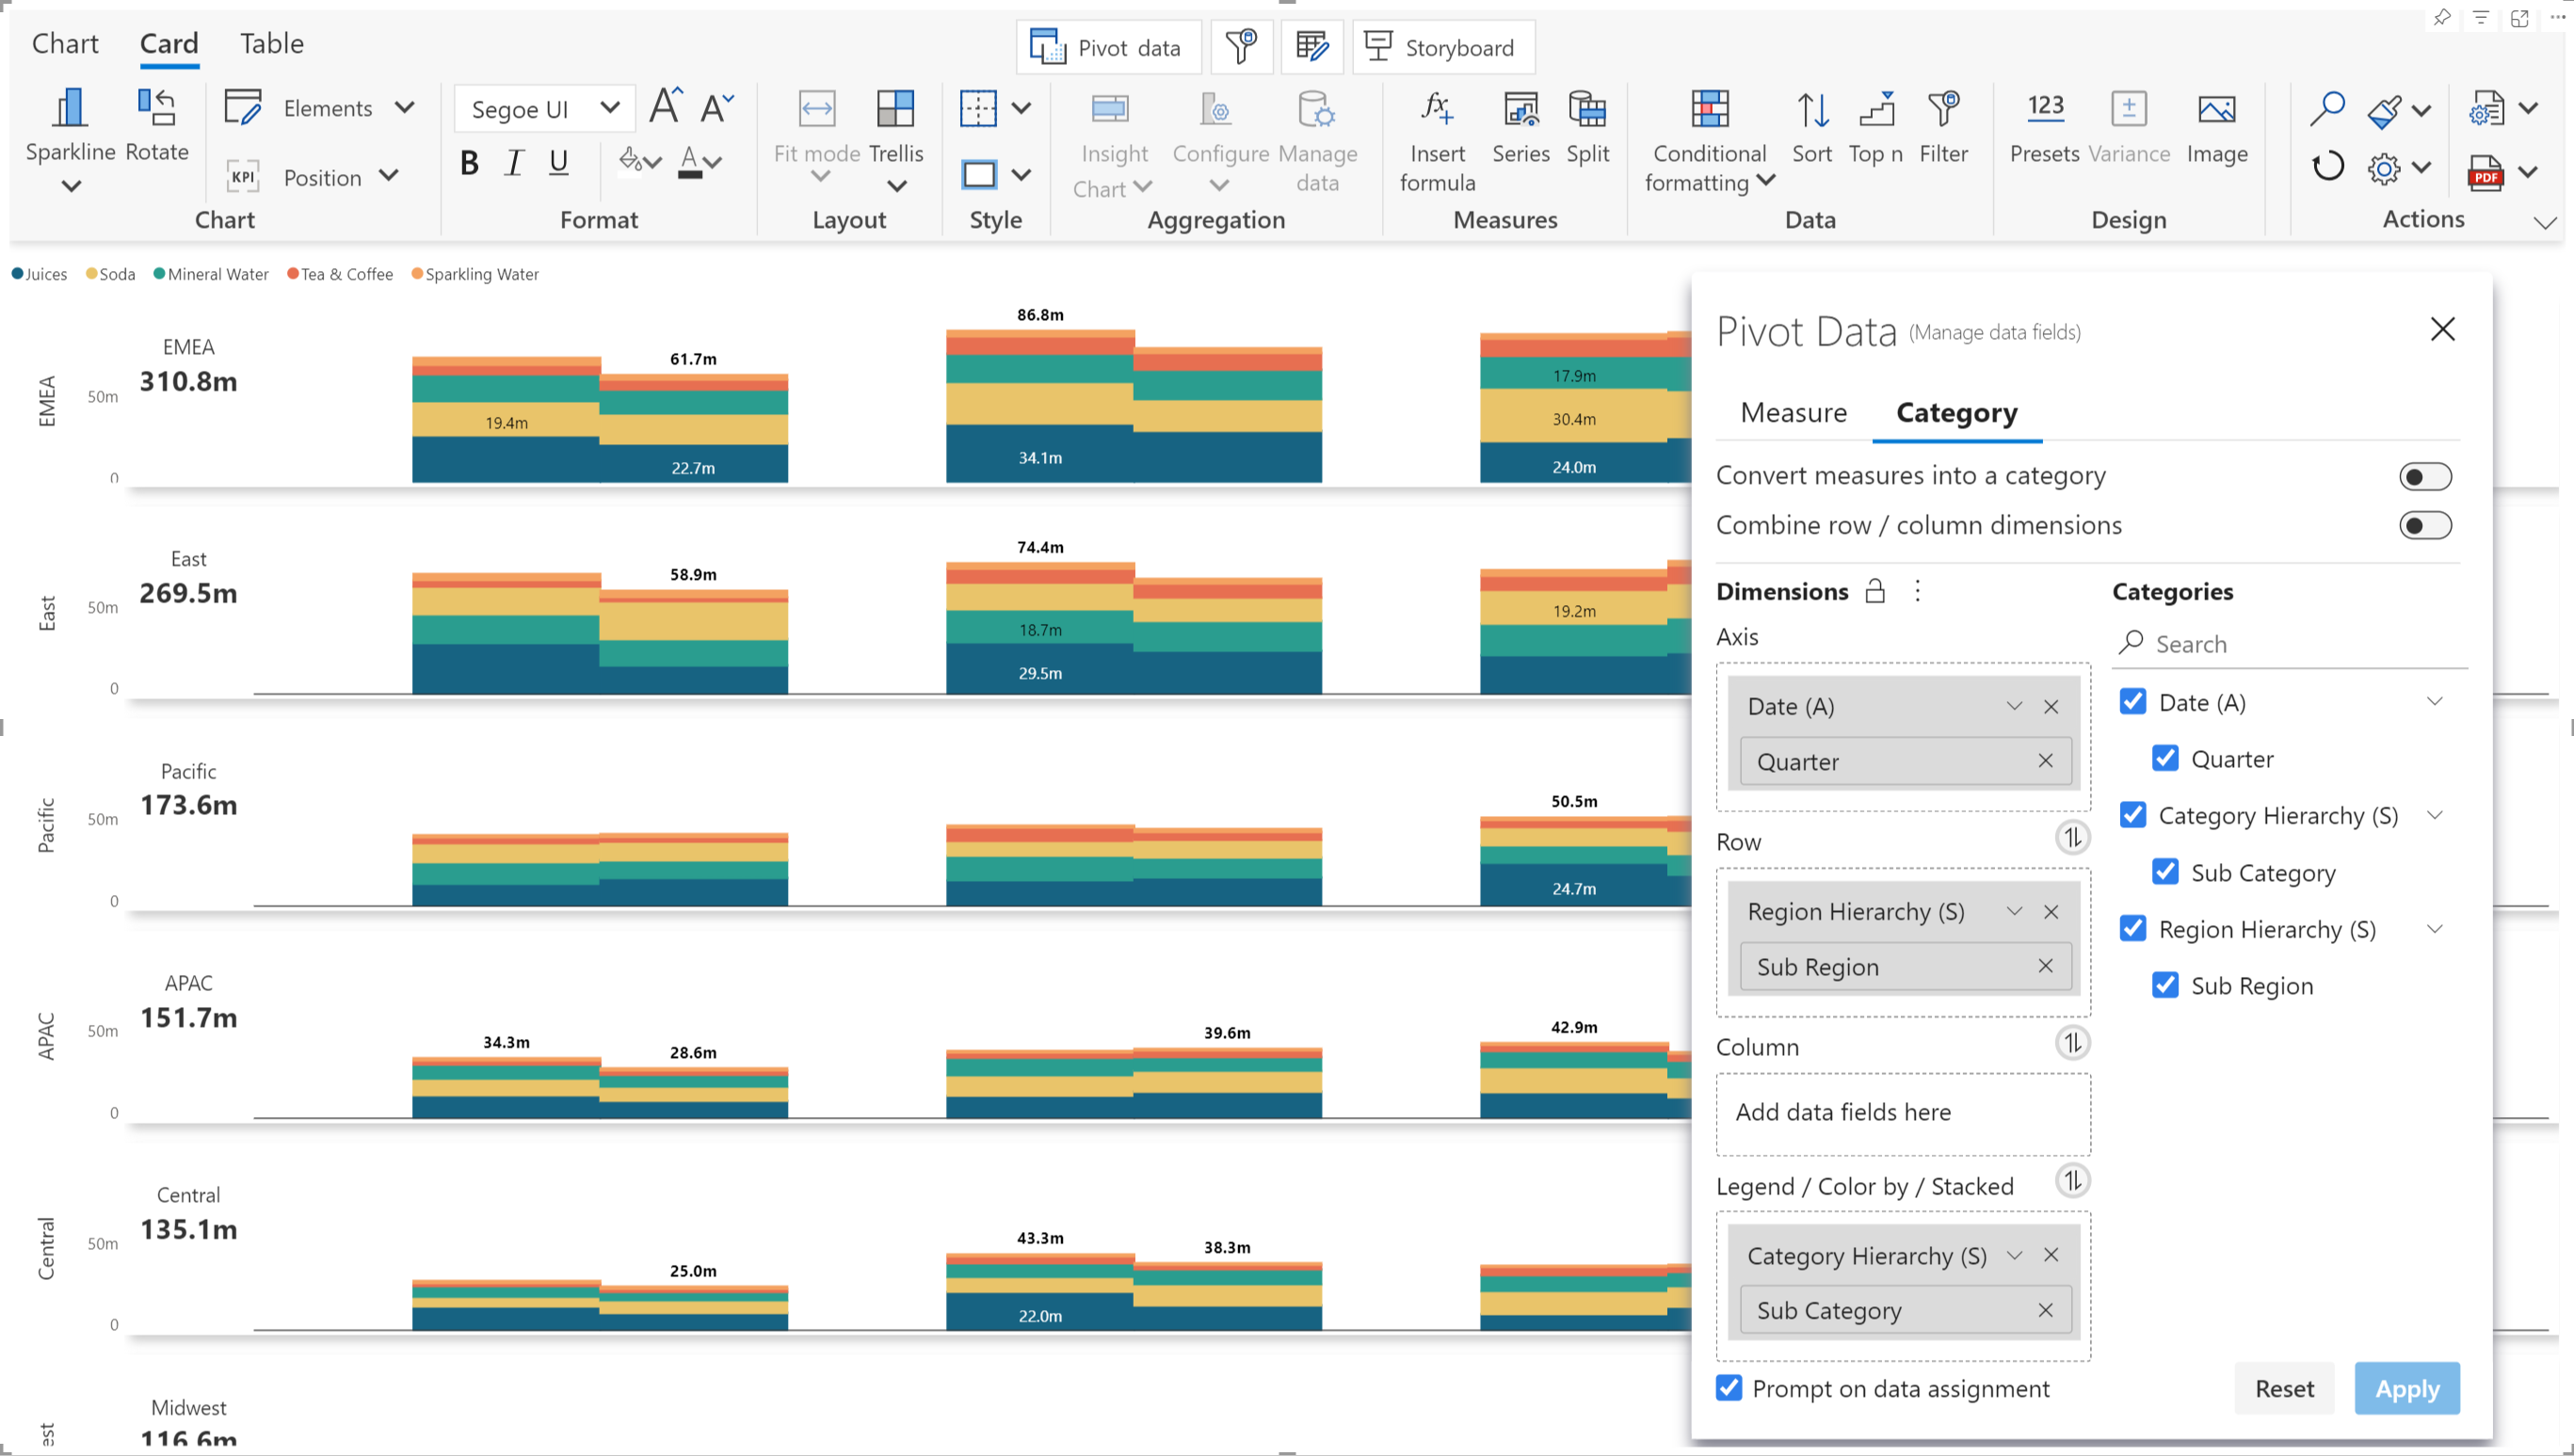 Chart Card Table
Pivot data Storyboard
Sparkline Rotate
Elements
KPI Position
Chart
Segoe UI A A
B I U A
Format
Fit mode Trellis
Layout
Style
Insight Chart Configure Manage data
Aggregation
Insert formula Series Split
Measures
Conditional formatting Sort Top n Filter
Data
123
Presets Variance Image
Design
PDF
Actions
Juices Soda Mineral Water Tea & Coffee Sparkling Water
EMEA
EMEA
310.8m
50m
0
61.7m
86.8m
19.4m
22.7m
34.1m
17.9m
30.4m
24.0m
East
East
269.5m
50m
0
58.9m
74.4m
18.7m
29.5m
19.2m
Pacific
Pacific
173.6m
50m
0
50.5m
24.7m
APAC
APAC
151.7m
50m
0
34.3m
28.6m
39.6m
42.9m
Central
Central
135.1m
50m
0
25.0m
43.3m
38.3m
22.0m
Midwest
116.6m
est
Pivot Data (Manage data fields)
Measure Category
Convert measures into a category
Combine row / column dimensions
Dimensions
Axis
Date (A)
Quarter
Row
Region Hierarchy (S)
Sub Region
Column
Add data fields here
Legend / Color by / Stacked
Category Hierarchy (S)
Sub Category
Prompt on data assignment
Categories
Search
Date (A)
Quarter
Category Hierarchy (S)
Sub Category
Region Hierarchy (S)
Sub Region
Reset Apply